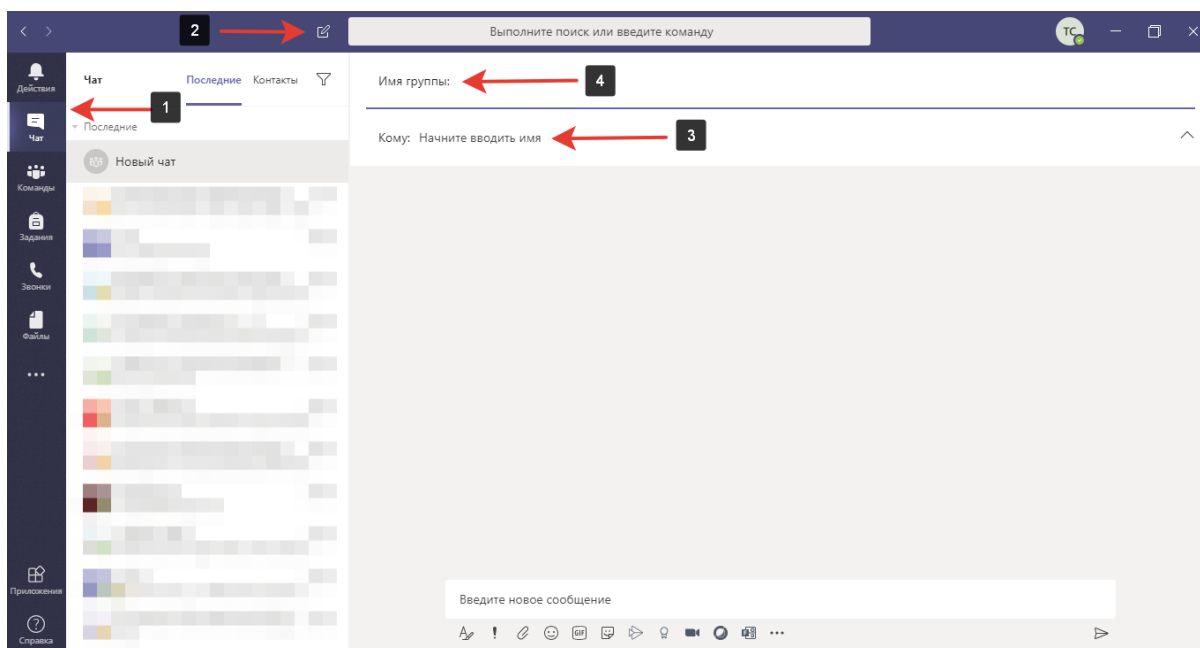 2
Выполните поиск или введите команду
TC
Действия
Чат
Команды
Задания
Звонки
Файлы
Приложения
Справка
Чат Последние Контакты
1
Последние
Новый чат
Имя группы:
4
Кому: Начните вводить имя
3
Введите новое сообщение
GIF